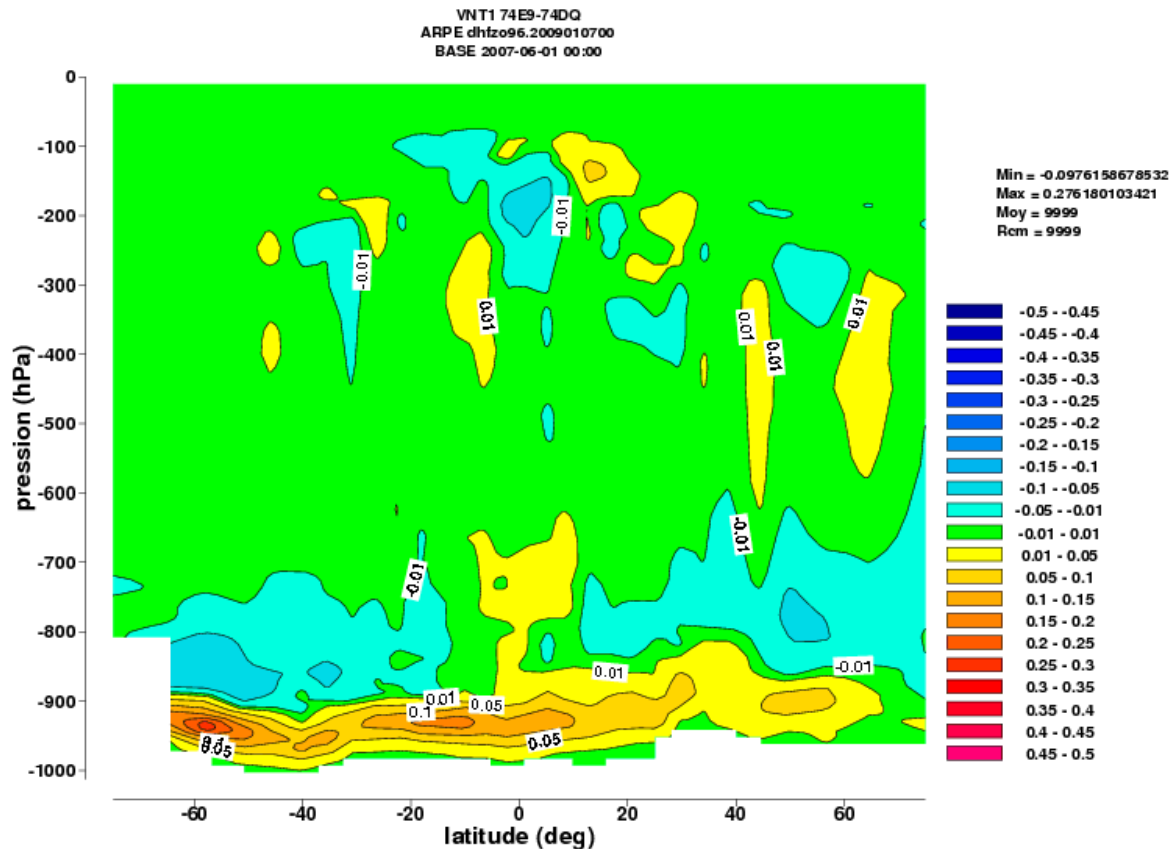 VNT1 74E9-74DQ
ARPE dhfzo96.2009010700
BASE 2007-06-01 00:00
Min = -0.0976158678532
Max = 0.276180103421
Moy = 9999
Rcm = 9999
-0.5 - -0.45
-0.45 - -0.4
-0.4 - -0.35
-0.35 - -0.3
-0.3 - -0.25
-0.25 - -0.2
-0.2 - -0.15
-0.15 - -0.1
-0.1 - -0.05
-0.05 - -0.01
-0.01 - 0.01
0.01 - 0.05
0.05 - 0.1
0.1 - 0.15
0.15 - 0.2
0.2 - 0.25
0.25 - 0.3
0.3 - 0.35
0.35 - 0.4
0.4 - 0.45
0.45 - 0.5
pression (hPa)
0
-100
-200
-300
-400
-500
-600
-700
-800
-900
-1000
-0.01
-0.01
0.01
0.01
0.01
0.01
-0.01
-0.01
0.01
-0.01
0.01
0.05
0.1
0.05
0.1
0.05
-60
-40
-20
0
20
40
60
latitude (deg)